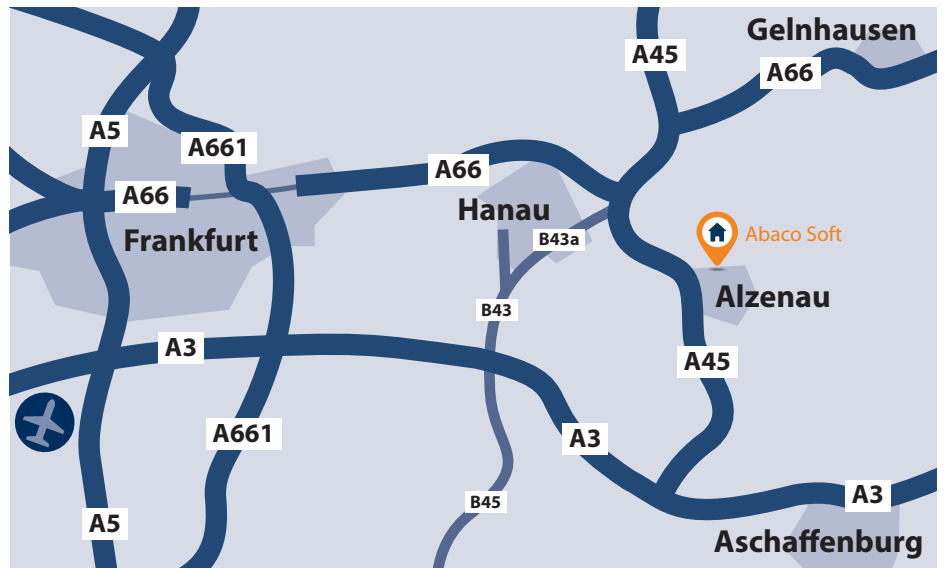 Gelnhausen
A45
A66
A5
A661
A66
A66
Hanau
Frankfurt
B43a
Abaco Soft
Alzenau
B43
A3
A45
A661
A3
B45
A3
A5
Aschaffenburg